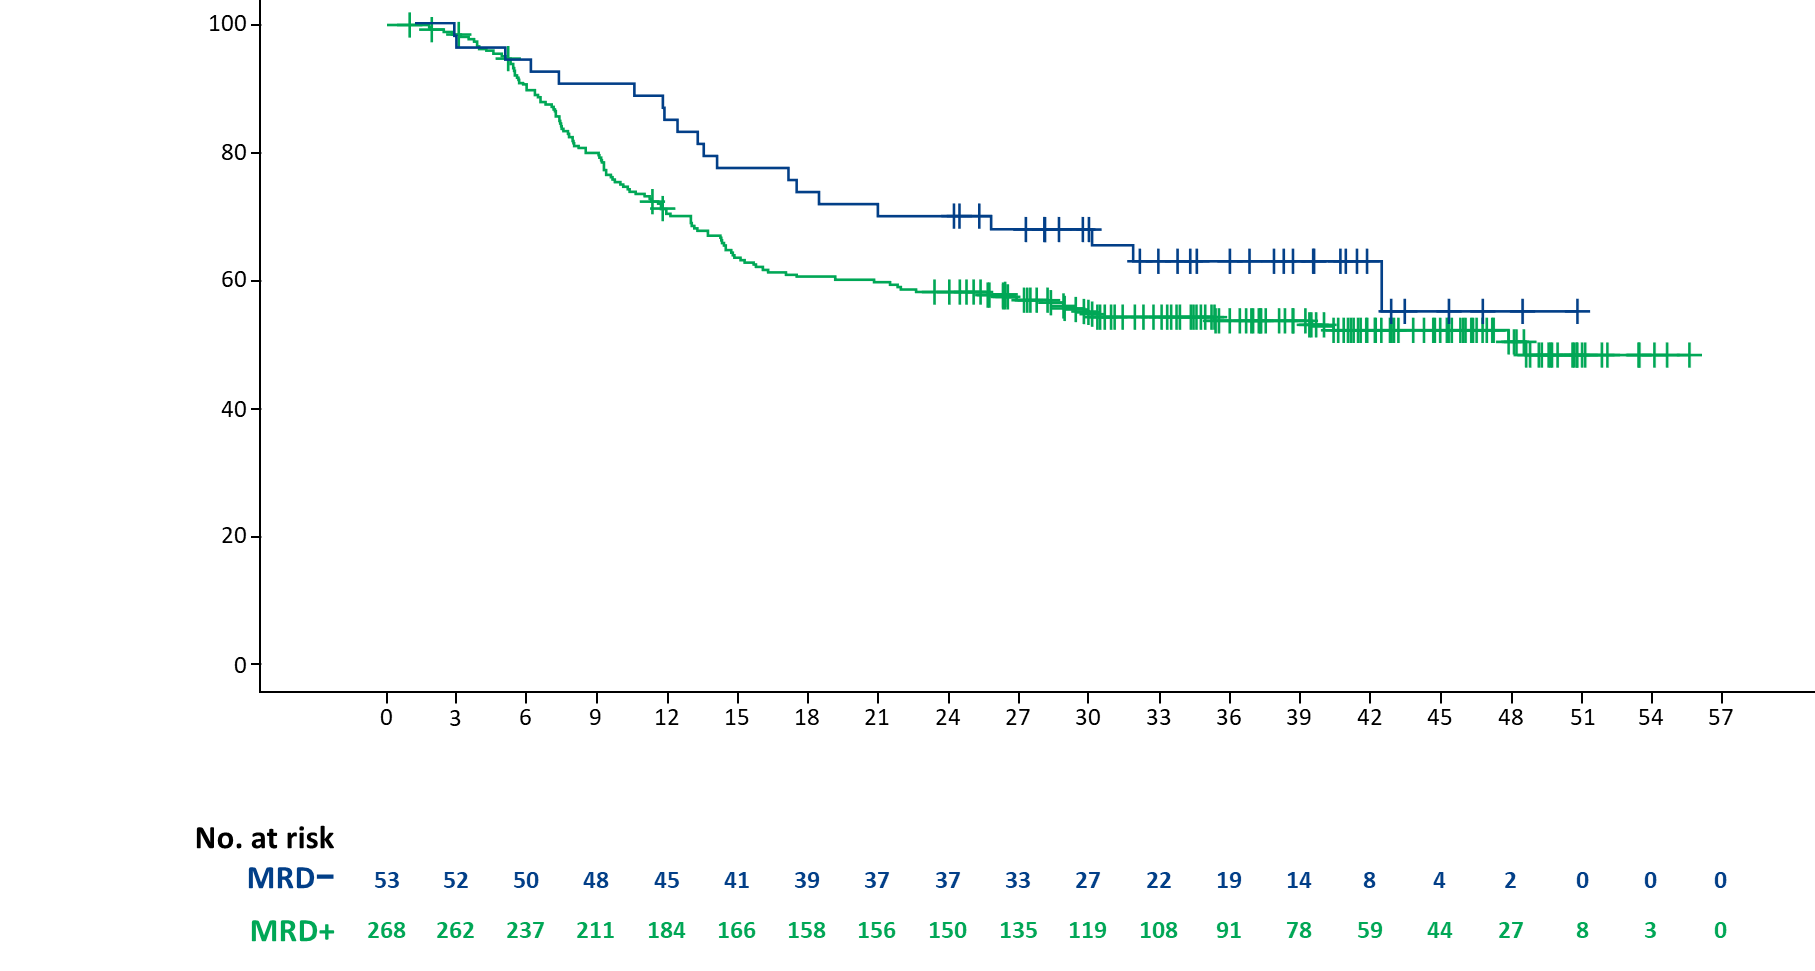 100
80
60
40
20
0
0 3 6 9 12 15 18 21 24 27 30 33 36 39 42 45 48 51 54 57
No. at risk
MRD− 53 52 50 48 45 41 39 37 37 33 27 22 19 14 8 4 2 0 0 0
MRD+ 268 262 237 211 184 166 158 156 150 135 119 108 91 78 59 44 27 8 3 0